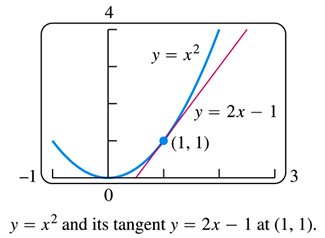 4
y = x²
y = 2x − 1
(1, 1)
−1
3
0
y = x² and its tangent y = 2x − 1 at (1, 1).